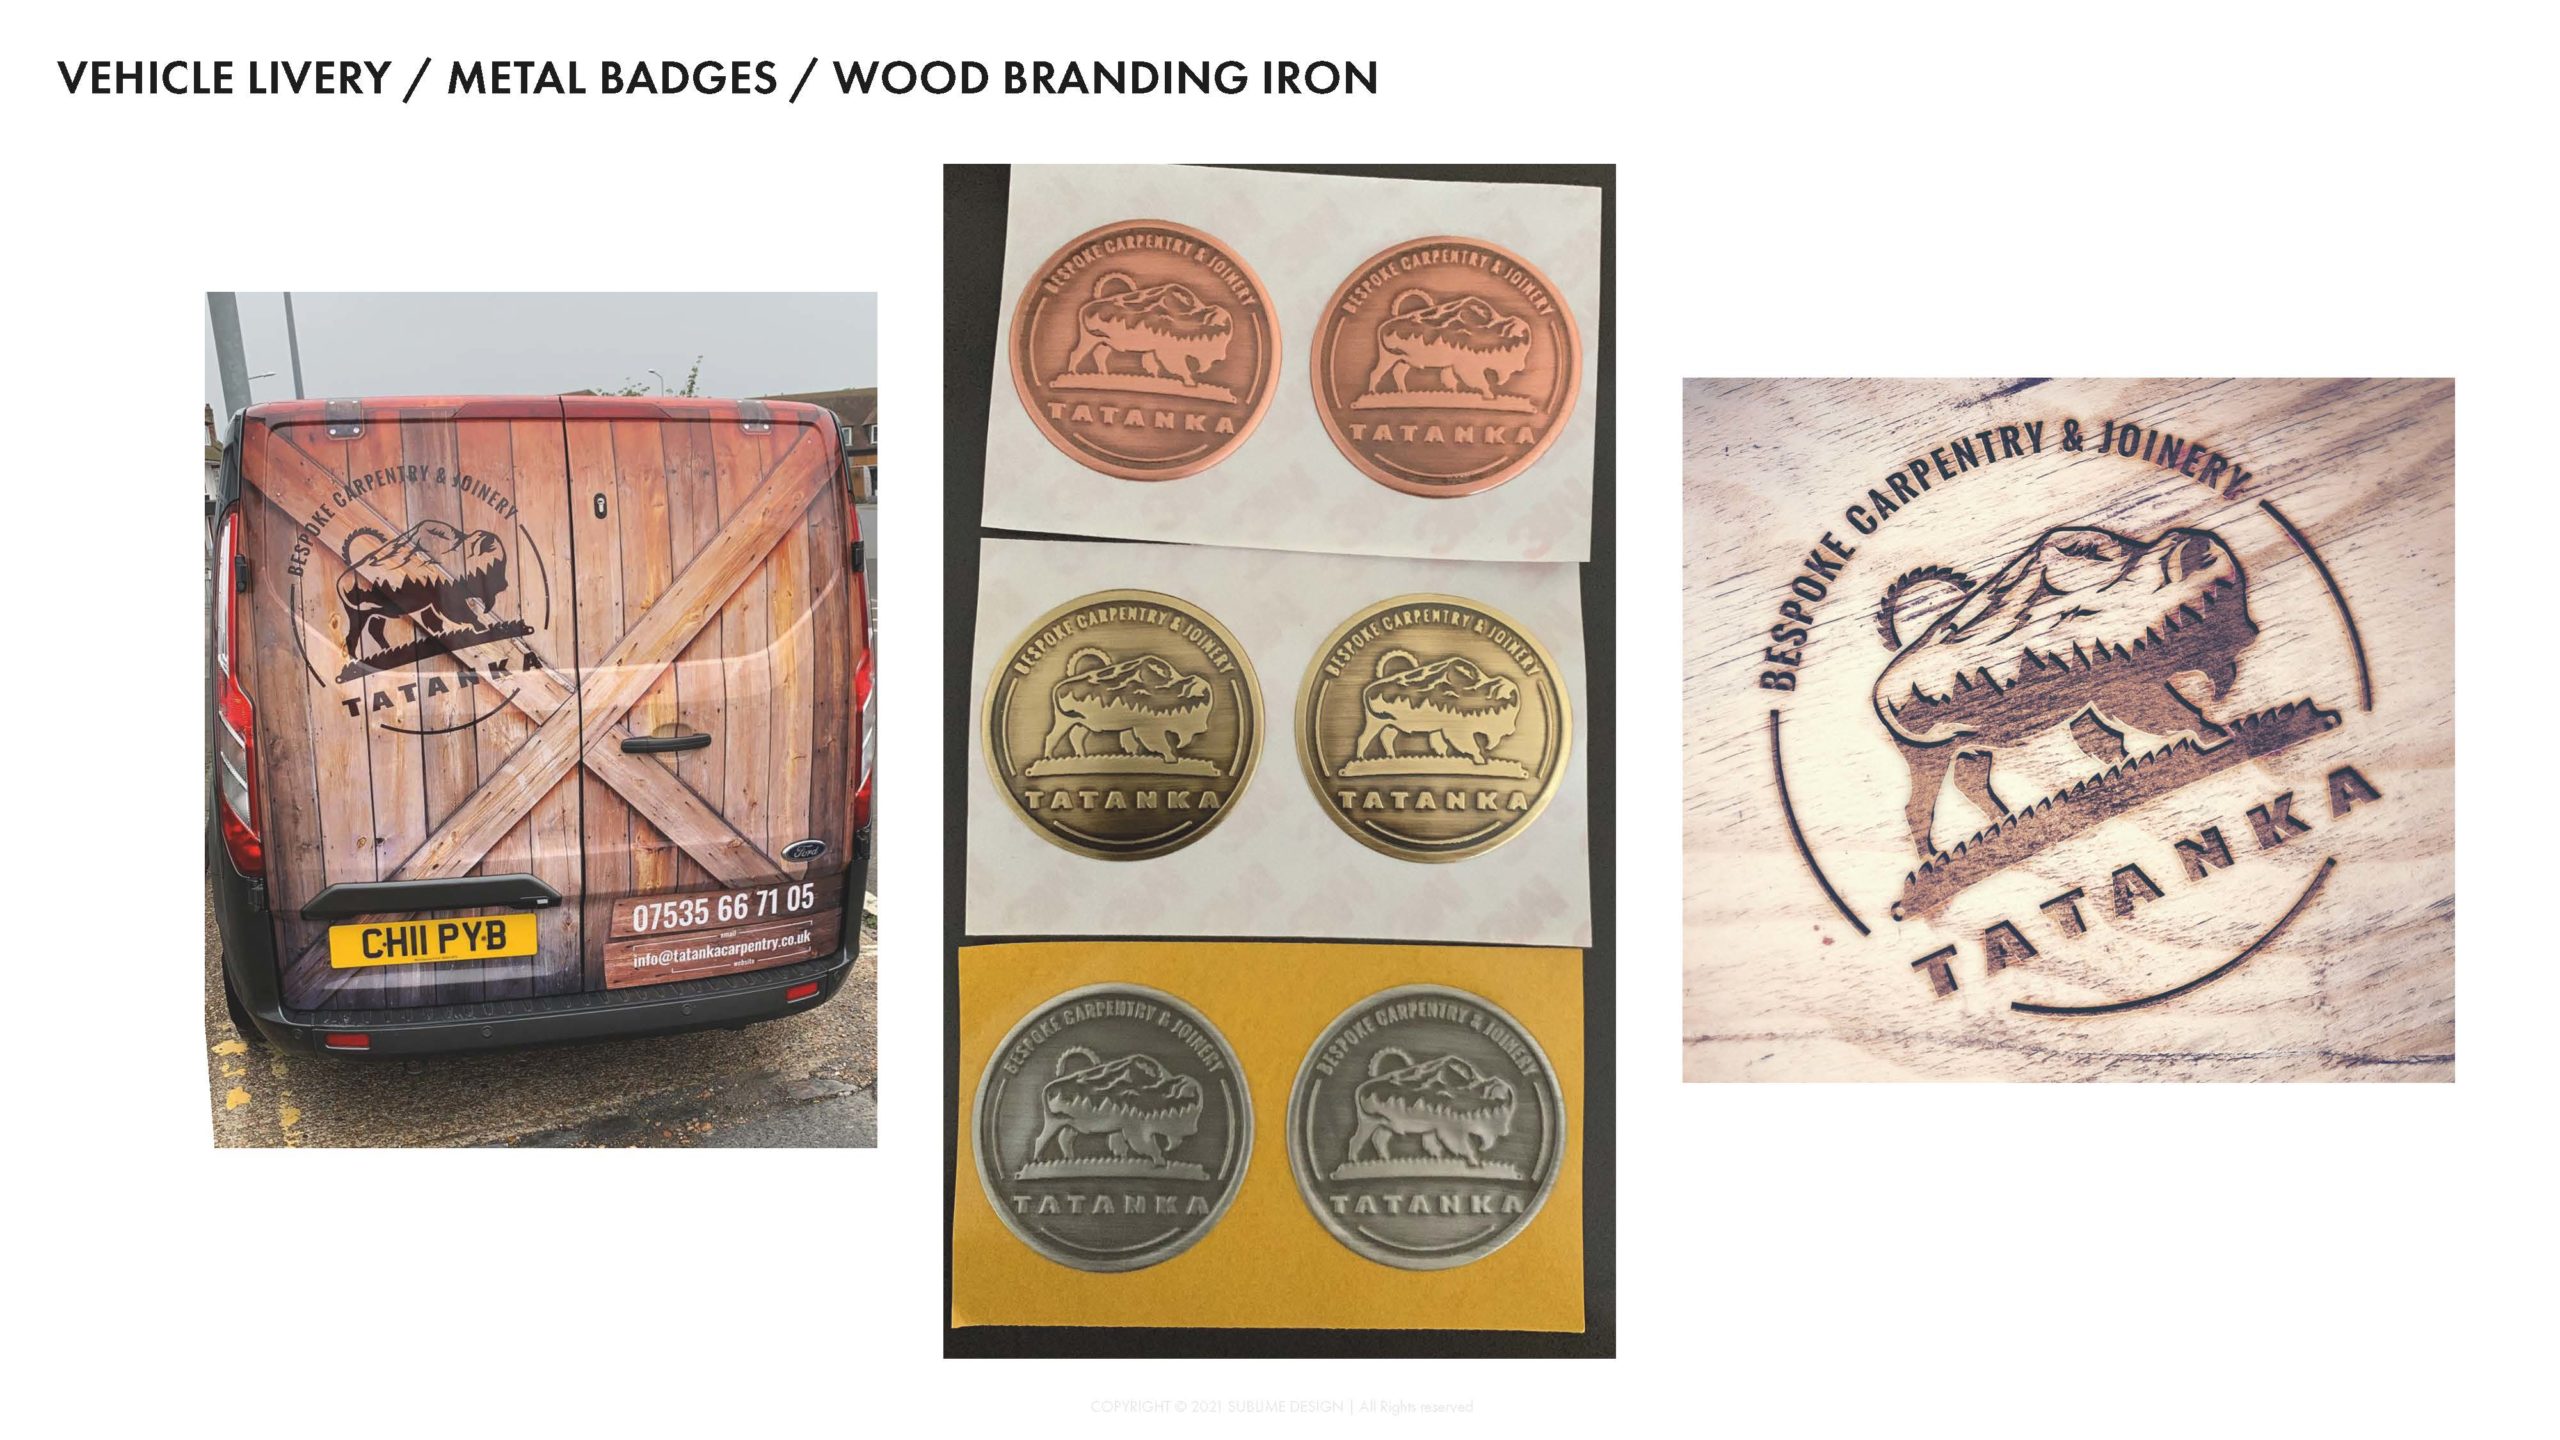 VEHICLE LIVERY / METAL BADGES / WOOD BRANDING IRON
BESPOKE CARPENTRY & JOINERY
TATANKA
Ford
CH11 PYB
07535 66 71 05
email
info@tatankacarpentry.co.uk
website
BESPOKE CARPENTRY & JOINERY
TATANKA
BESPOKE CARPENTRY & JOINERY
TATANKA
BESPOKE CARPENTRY & JOINERY
TATANKA
BESPOKE CARPENTRY & JOINERY
TATANKA
BESPOKE CARPENTRY & JOINERY
TATANKA
BESPOKE CARPENTRY & JOINERY
TATANKA
BESPOKE CARPENTRY & JOINERY
TATANKA
COPYRIGHT © 2021 SUBLIME DESIGN | All Rights reserved